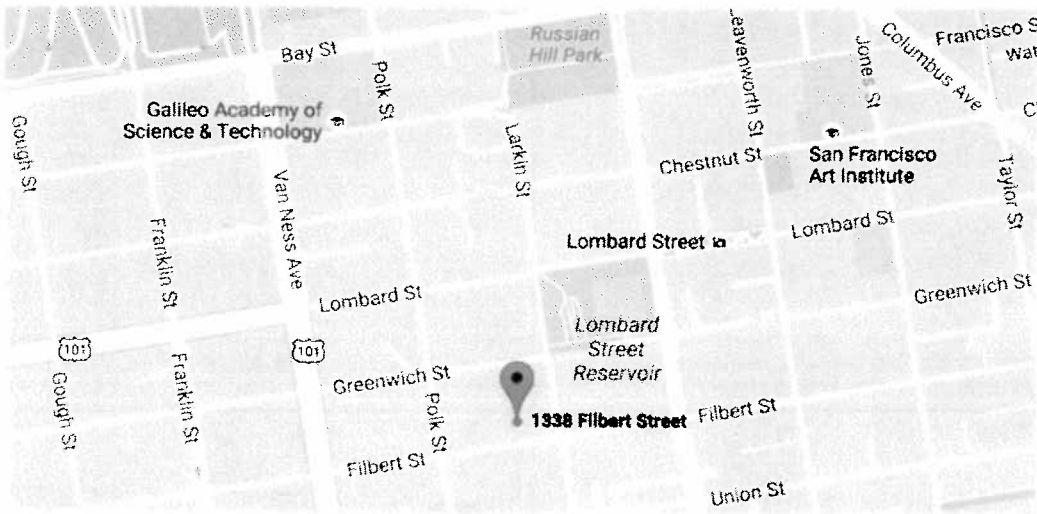 Russian
Hill Park
Bay St
Polk St
Leavenworth St
Jones St
Columbus Ave
Francisco S
Wat
Galileo Academy of
Science & Technology
Gough St
Larkin St
Chestnut St
San Francisco
Art Institute
C
Taylor St
Van Ness Ave
Franklin St
Lombard Street
Lombard St
Lombard St
Greenwich St
Lombard
Street
Reservoir
101
101
Gough St
Franklin St
Greenwich St
Polk St
1338 Filbert Street
Filbert St
Filbert St
Union St